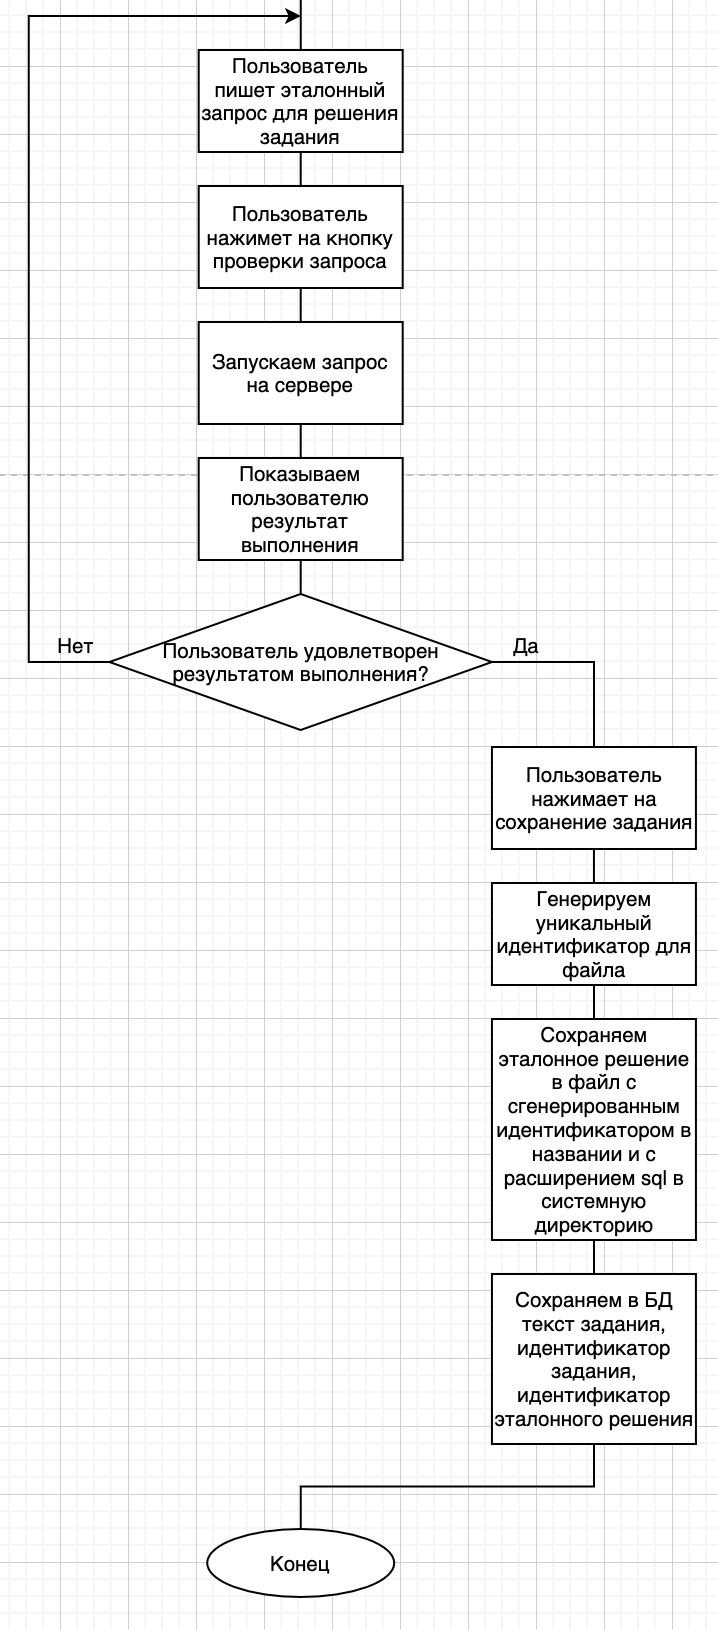 Пользователь
пишет эталонный
запрос для решения
задания
Пользователь
нажимет на кнопку
проверки запроса
Запускаем запрос
на сервере
Показываем
пользователю
результат
выполнения
Нет
Пользователь удовлетворен
результатом выполнения?
Да
Пользователь
нажимает на
сохранение задания
Генерируем
уникальный
идентификатор для
файла
Сохраняем
эталонное решение
в файл с
сгенерированным
идентификатором в
названии и с
расширением sql в
системную
директорию
Сохраняем в БД
текст задания,
идентификатор
задания,
идентификатор
эталонного решения
Конец